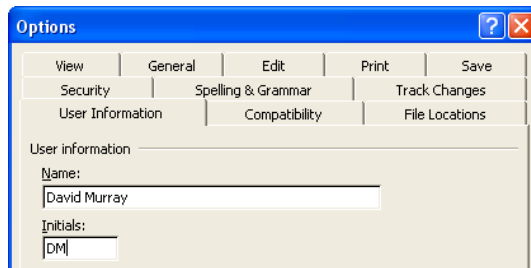 Options
View General Edit Print Save
Security Spelling & Grammar Track Changes
User Information Compatibility File Locations
User information
Name:
David Murray
Initials:
DM